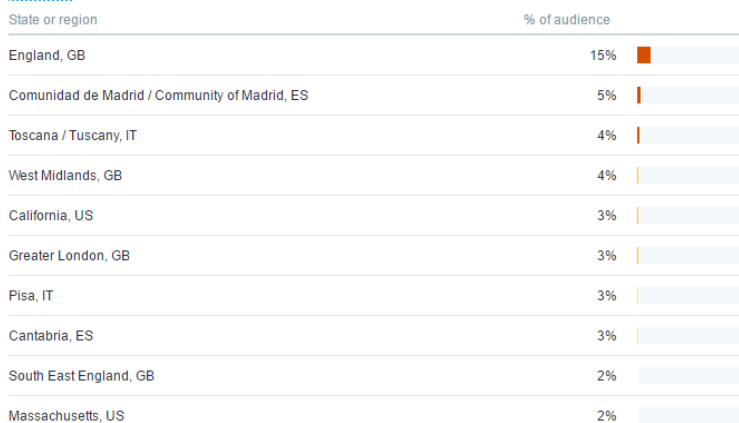 State or region % of audience
England, GB 15%
Comunidad de Madrid / Community of Madrid, ES 5%
Toscana / Tuscany, IT 4%
West Midlands, GB 4%
California, US 3%
Greater London, GB 3%
Pisa, IT 3%
Cantabria, ES 3%
South East England, GB 2%
Massachusetts, US 2%